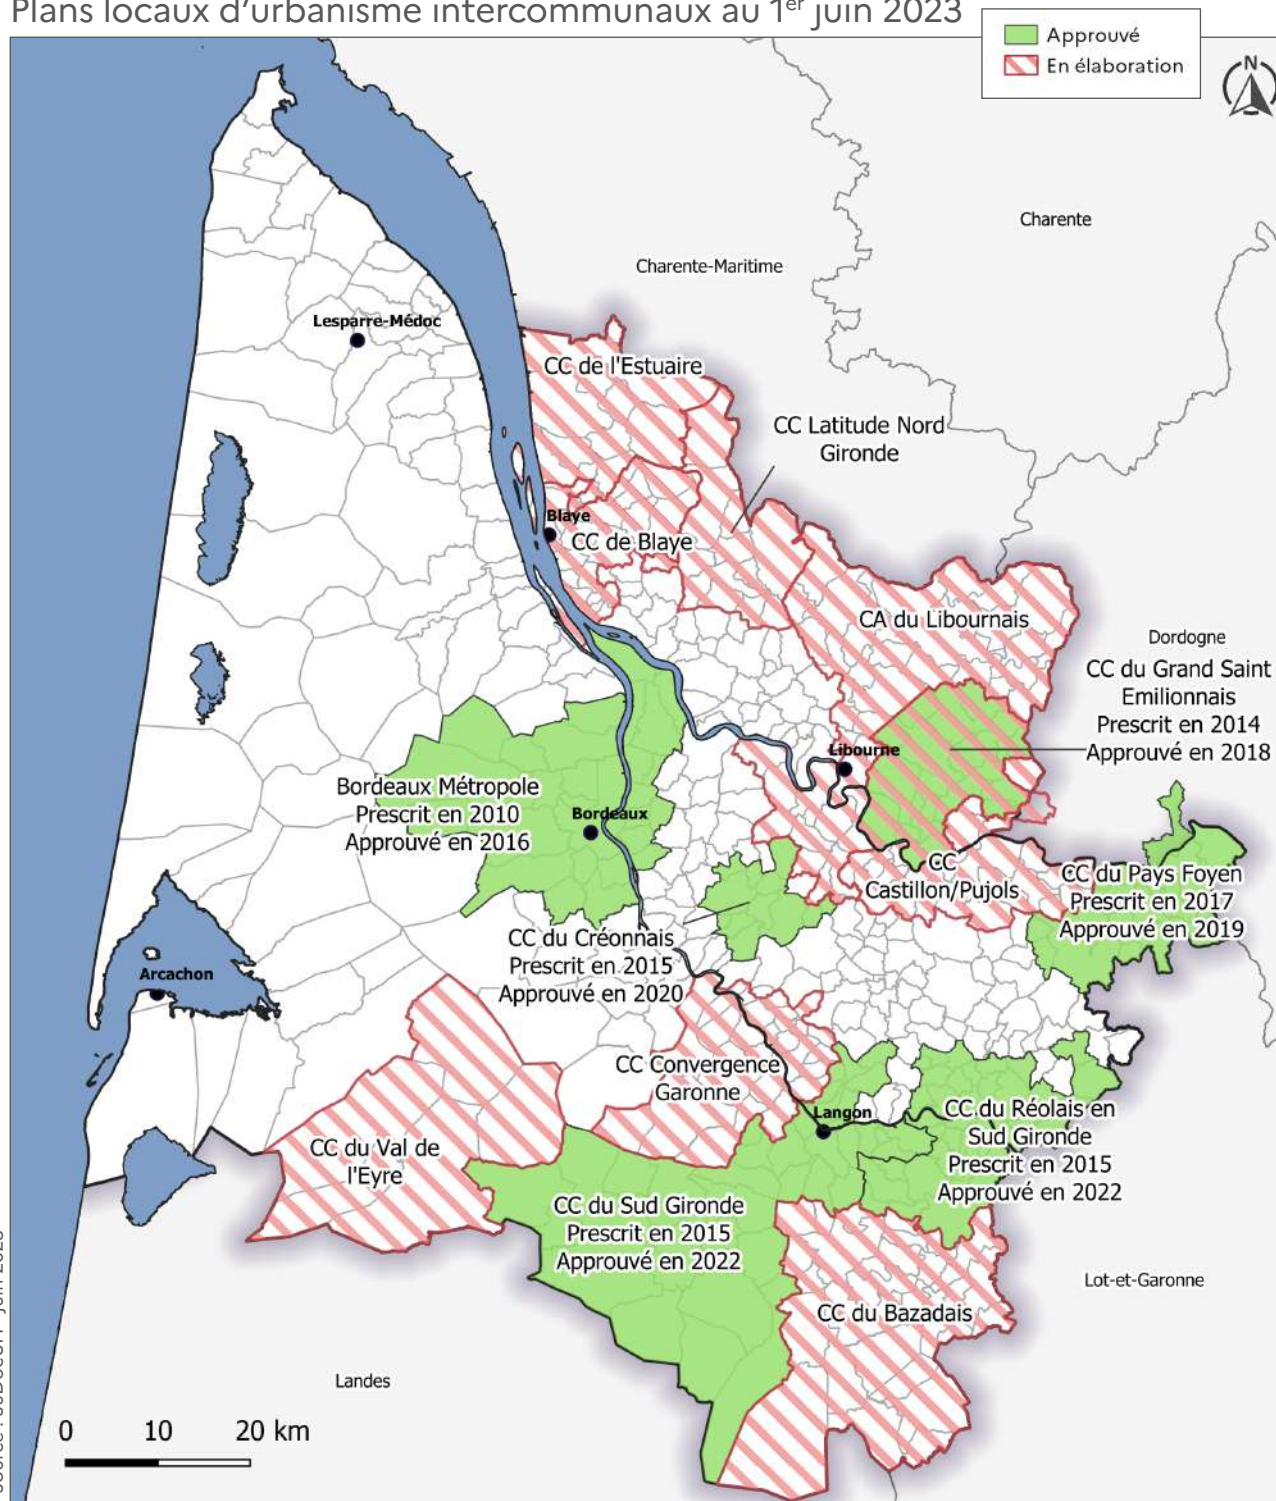 Plans locaux d'urbanisme intercommunaux au 1er juin 2023
Approuvé
En élaboration
N
Charente
Charente-Maritime
Lesparre-Médoc
CC de l'Estuaire
CC Latitude Nord
Gironde
Blaye
CC de Blaye
CA du Libournais
Dordogne
CC du Grand Saint
Emilionnais
Prescrit en 2014
Approuvé en 2018
Libourne
Bordeaux Métropole
Prescrit en 2010
Approuvé en 2016
Bordeaux
CC
Castillon/Pujols
CC du Pays Foyen
Prescrit en 2017
Approuvé en 2019
CC du Créonnais
Prescrit en 2015
Approuvé en 2020
Arcachon
CC Convergence
Garonne
Langon
CC du Réolais en
Sud Gironde
Prescrit en 2015
Approuvé en 2022
CC du Val de
l'Eyre
CC du Sud Gironde
Prescrit en 2015
Approuvé en 2022
Lot-et-Garonne
CC du Bazadais
Landes
0 10 20 km